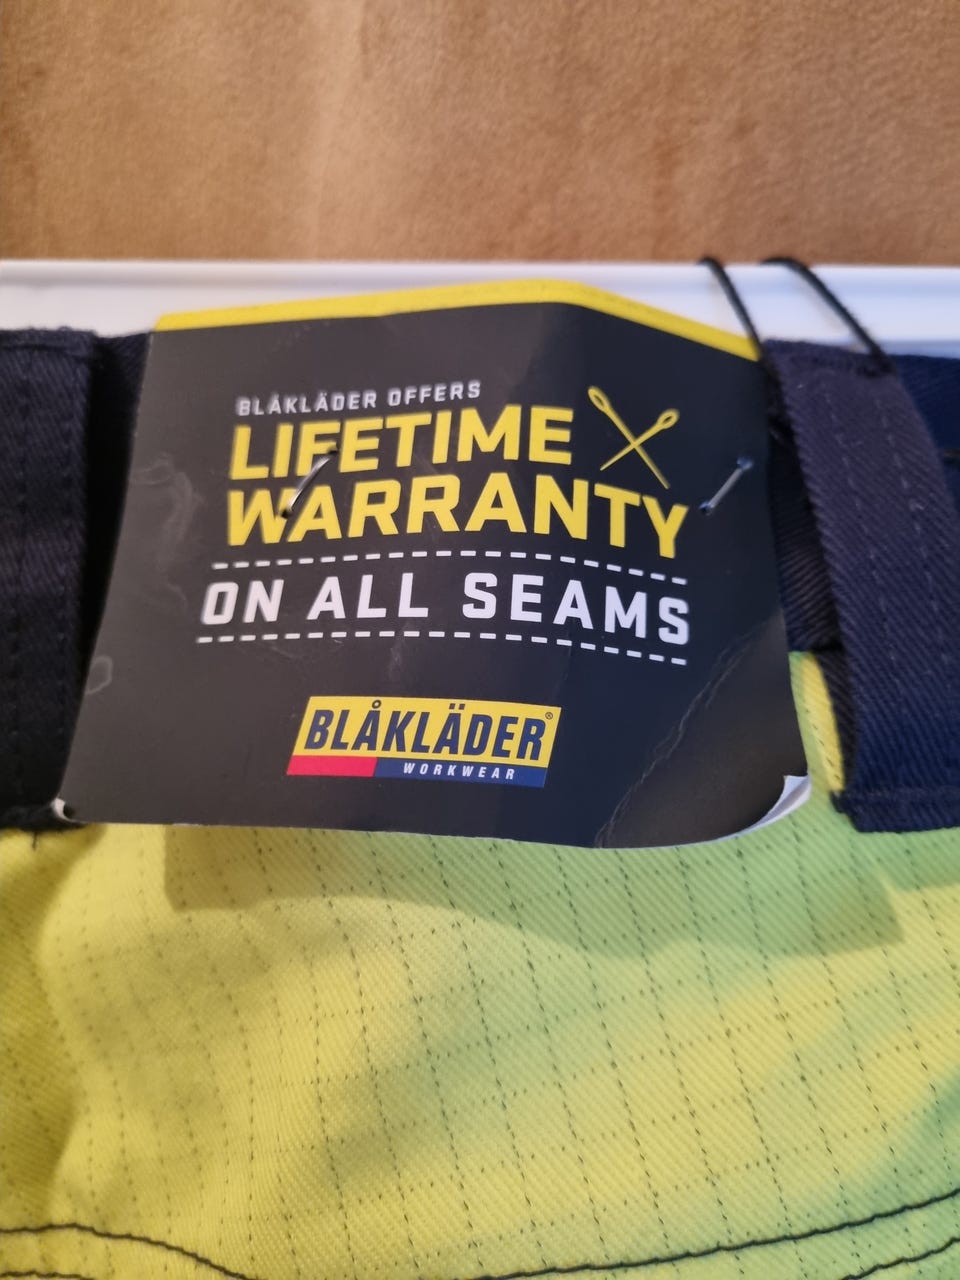 BLÅKLÄDER OFFERS
LIFETIME
WARRANTY
ON ALL SEAMS
BLÅKLÄDER®
WORKWEAR